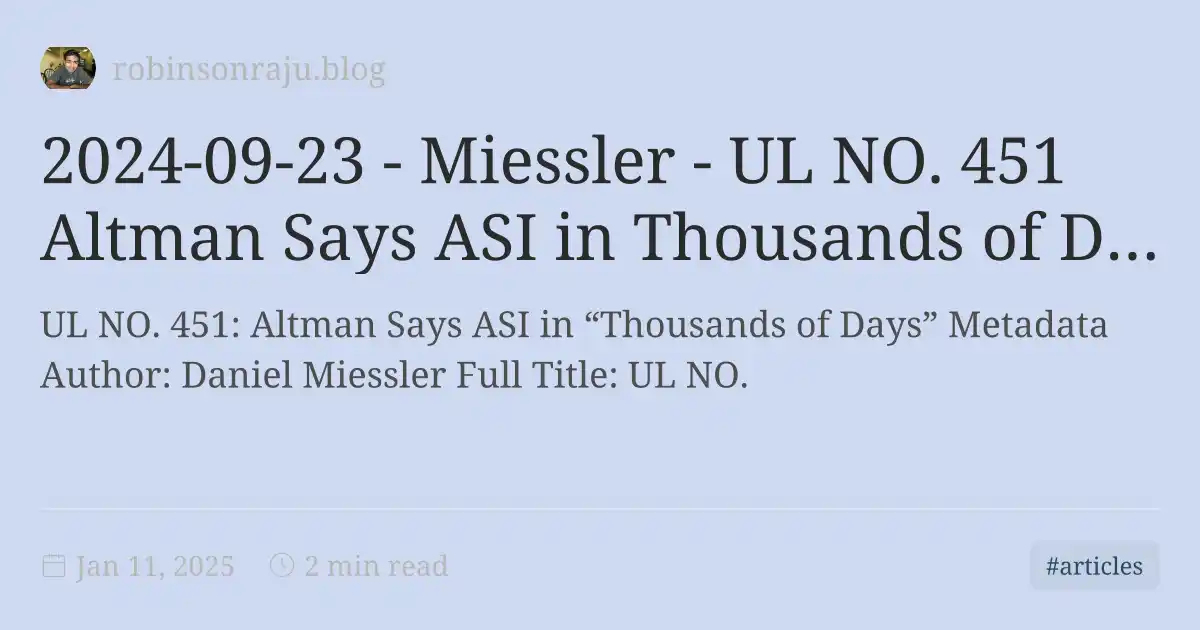 robinsonraju.blog
2024-09-23 - Miessler - UL NO. 451
Altman Says ASI in Thousands of D...
UL NO. 451: Altman Says ASI in “Thousands of Days” Metadata
Author: Daniel Miessler Full Title: UL NO.
Jan 11, 2025
2 min read
#articles